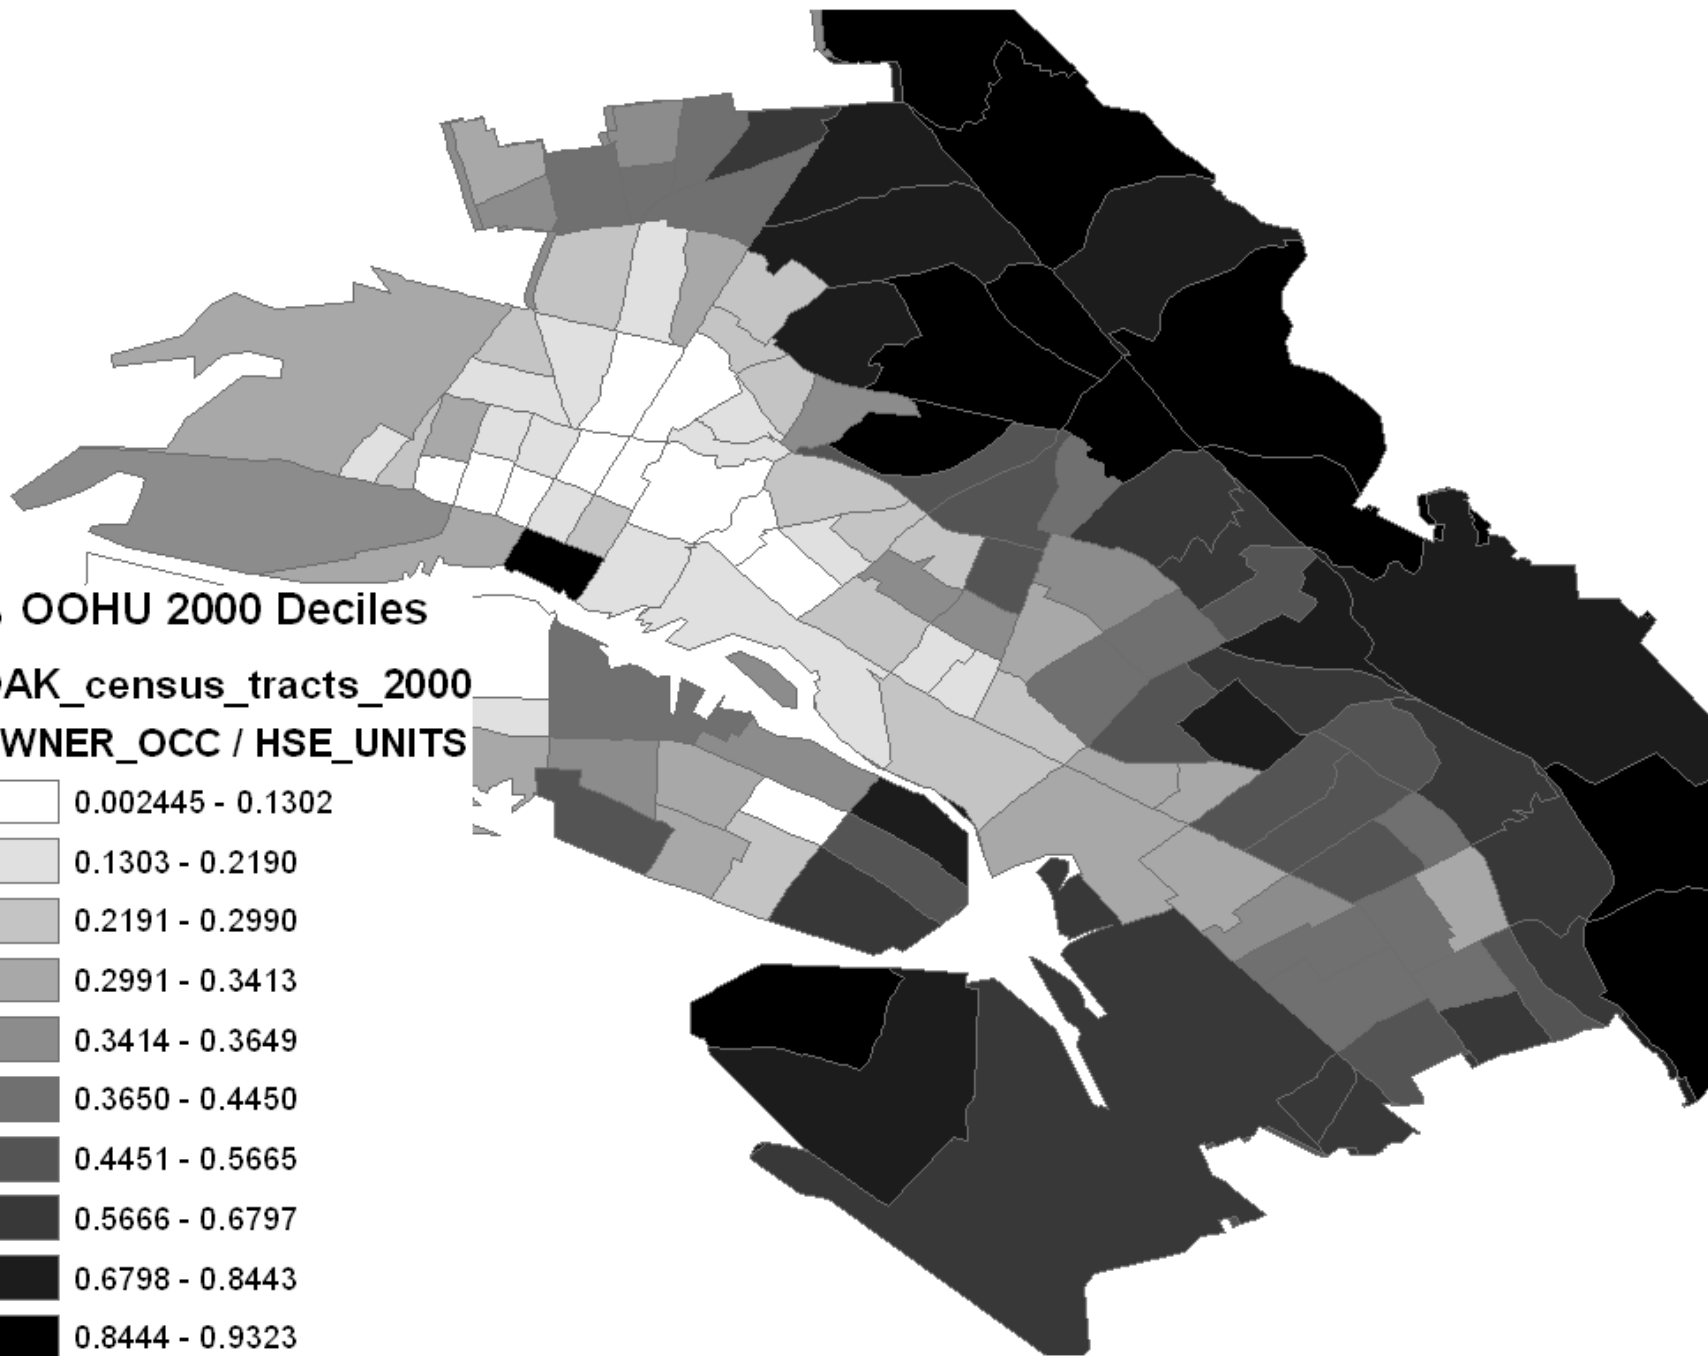 OOHU 2000 Deciles
AK_census_tracts_2000
WNER_OCC / HSE_UNITS
0.002445 - 0.1302
0.1303 - 0.2190
0.2191 - 0.2990
0.2991 - 0.3413
0.3414 - 0.3649
0.3650 - 0.4450
0.4451 - 0.5665
0.5666 - 0.6797
0.6798 - 0.8443
0.8444 - 0.9323